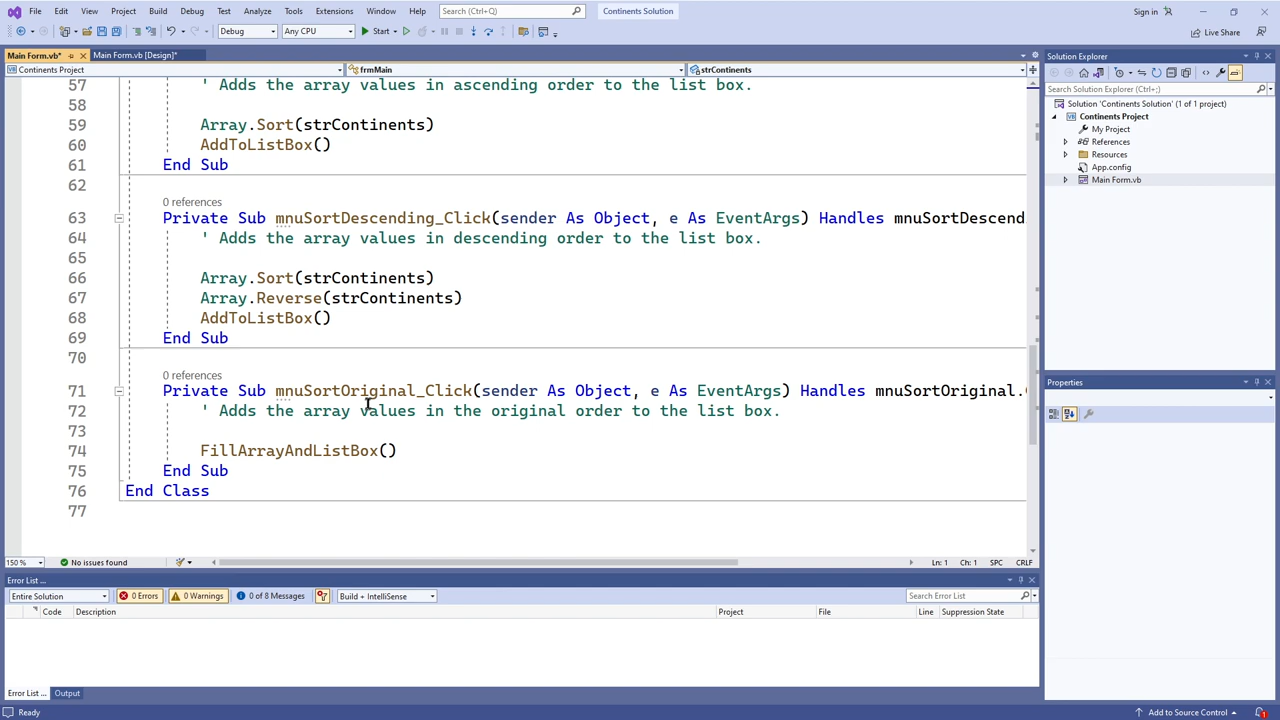 File Edit View Project Build Debug Test Analyze Tools Extensions Window Help Search (Ctrl+Q) Continents Solution Sign in
Debug Any CPU Start Live Share
Main Form.vb* Main Form.vb [Design]*
Continents Project frmMain strContinents
57 ' Adds the array values in ascending order to the list box.
58
59 Array.Sort(strContinents)
60 AddToListBox()
61 End Sub
62
0 references
63 Private Sub mnuSortDescending_Click(sender As Object, e As EventArgs) Handles mnuSortDescend
64 ' Adds the array values in descending order to the list box.
65
66 Array.Sort(strContinents)
67 Array.Reverse(strContinents)
68 AddToListBox()
69 End Sub
70
0 references
71 Private Sub mnuSortOriginal_Click(sender As Object, e As EventArgs) Handles mnuSortOriginal.
72 ' Adds the array values in the original order to the list box.
73
74 FillArrayAndListBox()
75 End Sub
76 End Class
77
150 % No issues found Ln: 1 Ch: 1 SPC CRLF
Error List ...
Entire Solution 0 Errors 0 Warnings 0 of 8 Messages Build + IntelliSense Search Error List
Code Description Project File Line Suppression State
Error List ... Output
Ready
Solution Explorer
Search Solution Explorer (Ctrl+;)
Solution 'Continents Solution' (1 of 1 project)
Continents Project
My Project
References
Resources
App.config
Main Form.vb
Properties
Add to Source Control 1